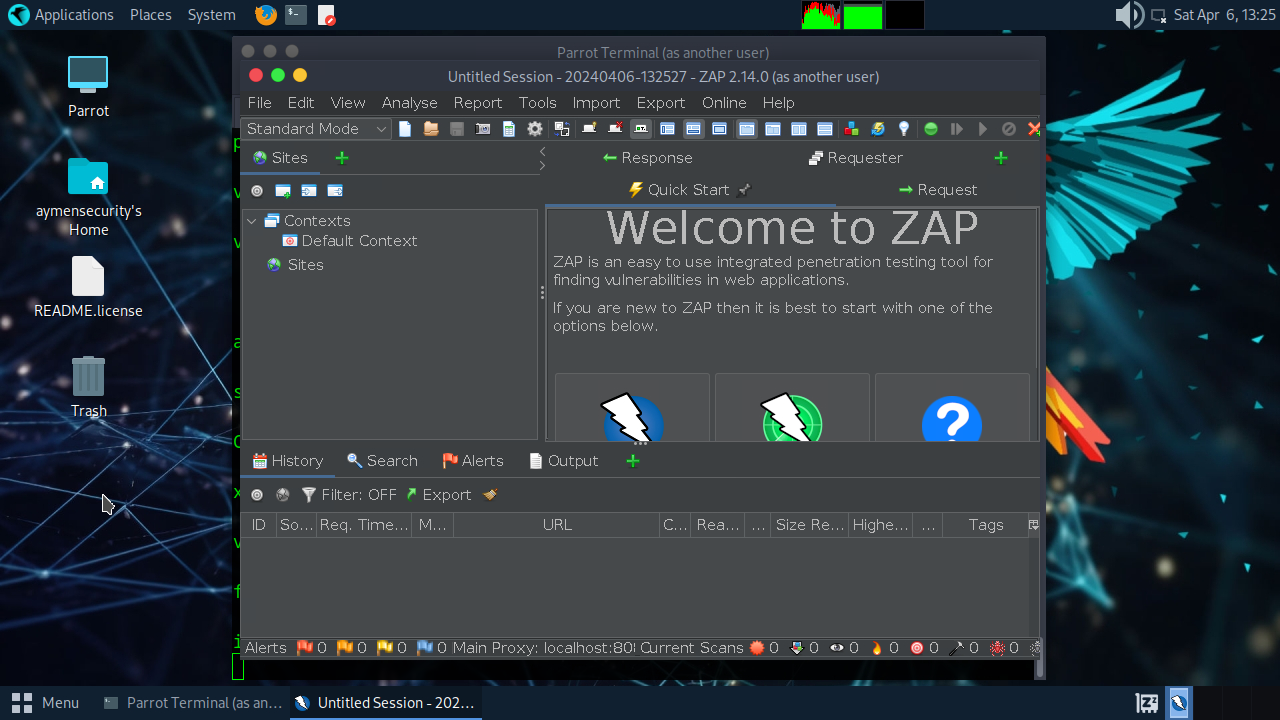 Applications Places System
Sat Apr 6, 13:25
Parrot
aymensecurity's
Home
README.license
Trash
Parrot Terminal (as another user)
Untitled Session - 20240406-132527 - ZAP 2.14.0 (as another user)
File Edit View Analyse Report Tools Import Export Online Help
Standard Mode
Sites
Response Requester
Quick Start Request
Contexts
Default Context
Sites
Welcome to ZAP
ZAP is an easy to use integrated penetration testing tool for
finding vulnerabilities in web applications.
If you are new to ZAP then it is best to start with one of the
options below.
History Search Alerts Output
Filter: OFF Export
ID So... Req. Time... M... URL C... Rea... ... Size Re... Highe... ... Tags
Alerts 0 0 0 0 Main Proxy: localhost:80 Current Scans 0 0 0 0 0 0 0
Menu Parrot Terminal (as an... Untitled Session - 202...